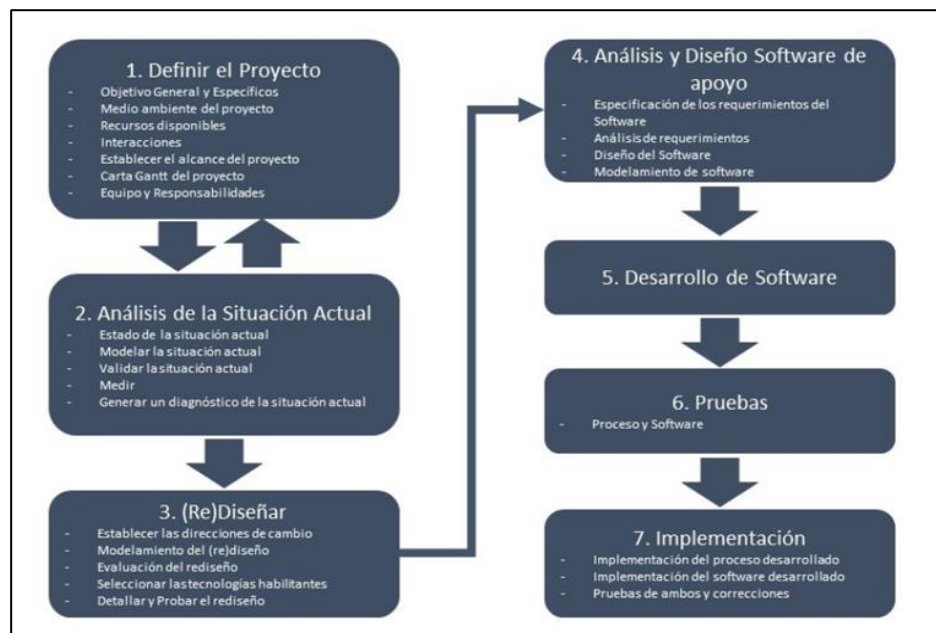 1. Definir el Proyecto
- Objetivo General y Específicos
- Medio ambiente del proyecto
- Recursos disponibles
- Interacciones
- Establecer el alcance del proyecto
- Carta Gantt del proyecto
- Equipo y Responsabilidades
2. Análisis de la Situación Actual
- Estado de la situación actual
- Modelar la situación actual
- Validar la situación actual
- Medir
- Generar un diagnóstico de la situación actual
3. (Re)Diseñar
- Establecer las direcciones de cambio
- Modelamiento del (re)diseño
- Evaluación del rediseño
- Seleccionar las tecnologías habilitantes
- Detallar y Probar el rediseño
4. Análisis y Diseño Software de
apoyo
- Especificación de los requerimientos del
Software
- Análisis de requerimientos
- Diseño del Software
- Modelamiento de software
5. Desarrollo de Software
6. Pruebas
- Proceso y Software
7. Implementación
- Implementación del proceso desarrollado
- Implementación del software desarrollado
- Pruebas de ambos y correcciones